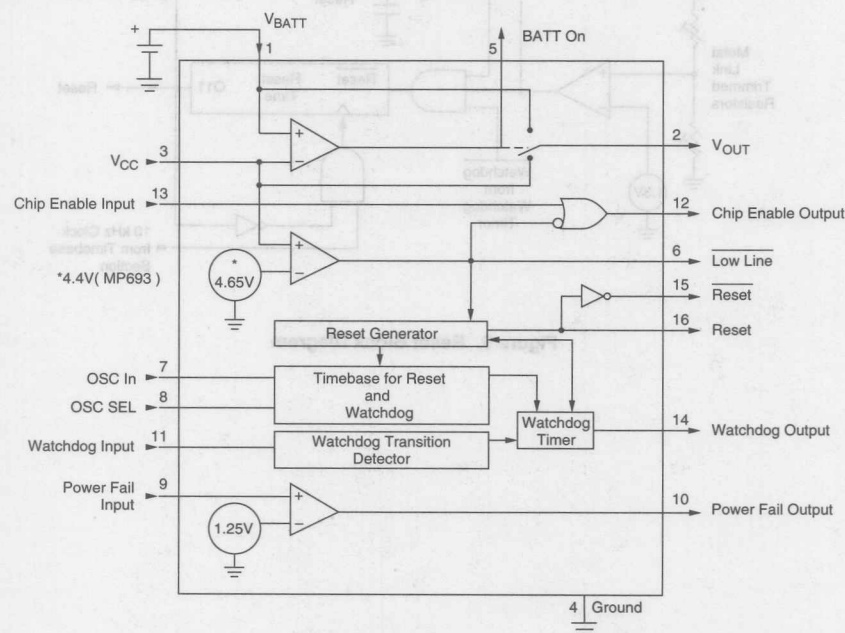 VBATT
+
1
5
BATT On
+
−
VCC
3
2
VOUT
Chip Enable Input
13
12
Chip Enable Output
+
−
*
4.65V
*4.4V( MP693 )
6
Low Line
15
Reset
16
Reset
Reset Generator
OSC In
7
Timebase for Reset
and
Watchdog
OSC SEL
8
Watchdog Input
11
Watchdog Transition
Detector
Watchdog
Timer
14
Watchdog Output
Power Fail
Input
9
+
−
1.25V
10
Power Fail Output
4
Ground